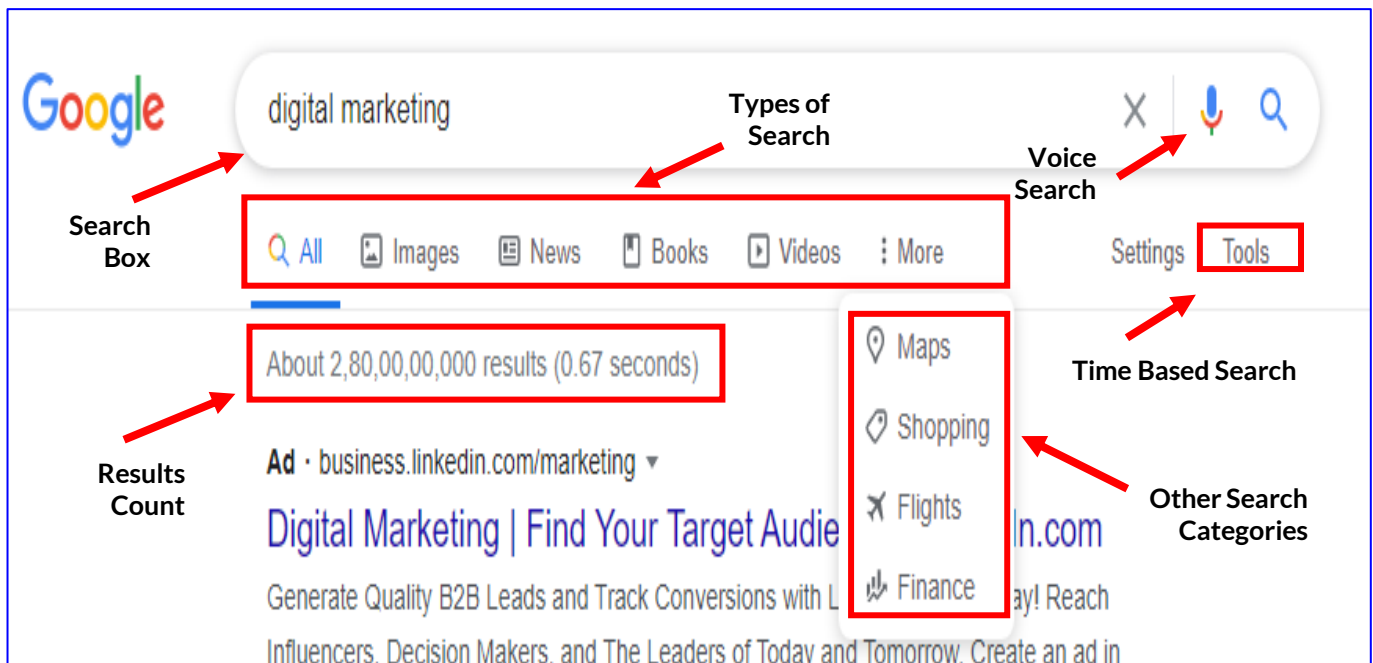 Google
digital marketing
Types of
Search
Voice
Search
Search
Box
All Images News Books Videos More
Settings Tools
About 2,80,00,00,000 results (0.67 seconds)
Maps
Shopping
Flights
Finance
Time Based Search
Results
Count
Other Search
Categories
Ad · business.linkedin.com/marketing
Digital Marketing | Find Your Target Audie In.com
Generate Quality B2B Leads and Track Conversions with L ay! Reach
Influencers, Decision Makers, and The Leaders of Today and Tomorrow. Create an ad in